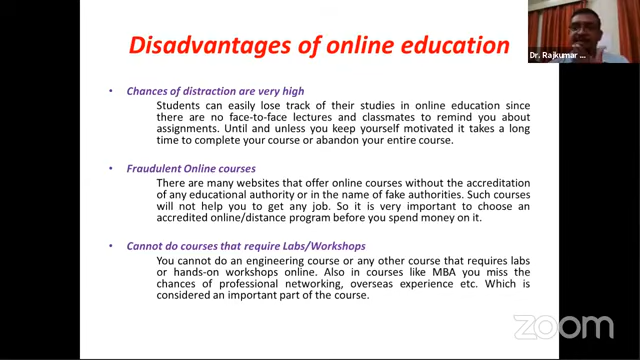 Disadvantages of online education
Dr. Rajkumar ...
• Chances of distraction are very high
Students can easily lose track of their studies in online education since
there are no face-to-face lectures and classmates to remind you about
assignments. Until and unless you keep yourself motivated it takes a long
time to complete your course or abandon your entire course.
• Fraudulent Online courses
There are many websites that offer online courses without the accreditation
of any educational authority or in the name of fake authorities. Such courses
will not help you to get any job. So it is very important to choose an
accredited online/distance program before you spend money on it.
• Cannot do courses that require Labs/Workshops
You cannot do an engineering course or any other course that requires labs
or hands-on workshops online. Also in courses like MBA you miss the
chances of professional networking, overseas experience etc. Which is
considered an important part of the course.
zoom